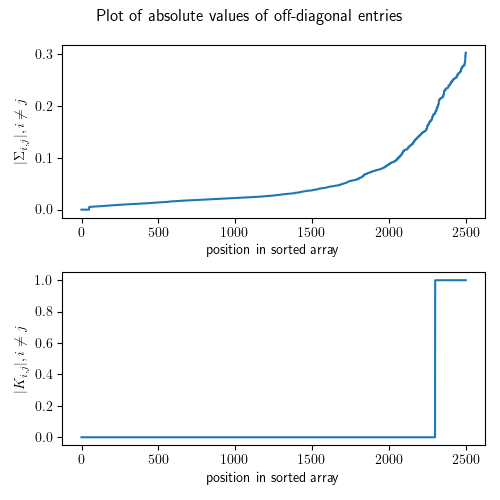 Plot of absolute values of off-diagonal entries
|Σ_{i,j}|, i ≠ j
0.3
0.2
0.1
0.0
0 500 1000 1500 2000 2500
position in sorted array
|K_{i,j}|, i ≠ j
1.0
0.8
0.6
0.4
0.2
0.0
0 500 1000 1500 2000 2500
position in sorted array